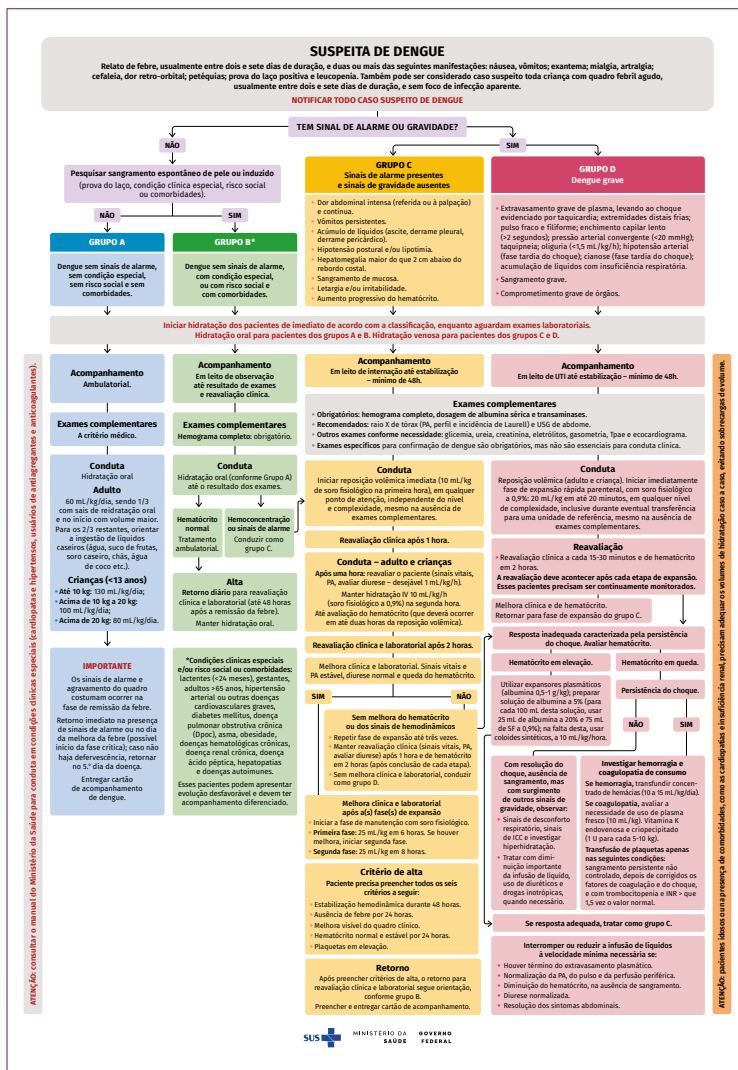 SUSPEITA DE DENGUE
Relato de febre, usualmente entre dois e sete dias de duração, e duas ou mais das seguintes manifestações: náusea, vômitos; exantema; mialgia, artralgia;
cefaleia, dor retro-orbital; petéquias; prova do laço positiva e leucopenia. Também pode ser considerado caso suspeito toda criança com quadro febril agudo,
usualmente entre dois e sete dias de duração, e sem foco de infecção aparente.
NOTIFICAR TODO CASO SUSPEITO DE DENGUE
TEM SINAL DE ALARME OU GRAVIDADE?
NÃO
SIM
Pesquisar sangramento espontâneo de pele ou induzido
(prova do laço, condição clínica especial, risco social
ou comorbidades).
NÃO
SIM
GRUPO A
Dengue sem sinais de alarme,
sem condição especial,
sem risco social e sem
comorbidades.
GRUPO B*
Dengue sem sinais de alarme,
com condição especial,
ou com risco social e
com comorbidades.
GRUPO C
Sinais de alarme presentes
e sinais de gravidade ausentes
• Dor abdominal intensa (referida ou à palpação)
e contínua.
• Vômitos persistentes.
• Acúmulo de líquidos (ascite, derrame pleural,
derrame pericárdico).
• Hipotensão postural e/ou lipotimia.
• Hepatomegalia maior do que 2 cm abaixo do
rebordo costal.
• Sangramento de mucosa.
• Letargia e/ou irritabilidade.
• Aumento progressivo do hematócrito.
GRUPO D
Dengue grave
• Extravasamento grave de plasma, levando ao choque
evidenciado por taquicardia; extremidades distais frias;
pulso fraco e filiforme; enchimento capilar lento
(>2 segundos); pressão arterial convergente (<20 mmHg);
taquipneia; oliguria (<1,5 mL/kg/h); hipotensão arterial
(fase tardia do choque); cianose (fase tardia do choque);
acumulação de líquidos com insuficiência respiratória.
• Sangramento grave.
• Comprometimento grave de órgãos.
Iniciar hidratação dos pacientes de imediato de acordo com a classificação, enquanto aguardam exames laboratoriais.
Hidratação oral para pacientes dos grupos A e B. Hidratação venosa para pacientes dos grupos C e D.
ATENÇÃO: consultar o manual do Ministério da Saúde para conduta em condições clínicas especiais (cardiopatas e hipertensos, usuários de antiagregantes e anticoagulantes).
Acompanhamento
Ambulatorial.
Exames complementares
A critério médico.
Conduta
Hidratação oral
Adulto
60 mL/kg/dia, sendo 1/3
com sais de reidratação oral
e no início com volume maior.
Para os 2/3 restantes, orientar
a ingestão de líquidos
caseiros (água, suco de frutas,
soro caseiro, chás, água
de coco etc.).
Crianças (<13 anos)
• Até 10 kg: 130 mL/kg/dia;
• Acima de 10 kg a 20 kg:
100 mL/kg/dia;
• Acima de 20 kg: 80 mL/kg/dia.
IMPORTANTE
Os sinais de alarme e
agravamento do quadro
costumam ocorrer na
fase de remissão da febre.
Retorno imediato na presença
de sinais de alarme ou no dia
da melhora da febre (possível
início da fase crítica); caso não
haja defervescência, retornar
no 5.º dia da doença.
Entregar cartão
de acompanhamento
de dengue.
Acompanhamento
Em leito de observação
até resultado de exames
e reavaliação clínica.
Exames complementares
Hemograma completo: obrigatório.
Conduta
Hidratação oral (conforme Grupo A)
até o resultado dos exames.
Hematócrito
normal
Tratamento
ambulatorial.
Hemoconcentração
ou sinais de alarme
Conduzir como
grupo C.
Alta
Retorno diário para reavaliação
clínica e laboratorial (até 48 horas
após a remissão da febre).
Manter hidratação oral.
*Condições clínicas especiais
e/ou risco social ou comorbidades:
lactentes (<24 meses), gestantes,
adultos >65 anos, hipertensão
arterial ou outras doenças
cardiovasculares graves,
diabetes mellitus, doença
pulmonar obstrutiva crônica
(Dpoc), asma, obesidade,
doenças hematológicas crônicas,
doença renal crônica, doença
ácido péptica, hepatopatias
e doenças autoimunes.
Esses pacientes podem apresentar
evolução desfavorável e devem ter
acompanhamento diferenciado.
Acompanhamento
Em leito de internação até estabilização
– mínimo de 48h.
Acompanhamento
Em leito de UTI até estabilização – mínimo de 48h.
Exames complementares
• Obrigatórios: hemograma completo, dosagem de albumina sérica e transaminases.
• Recomendados: raio X de tórax (PA, perfil e incidência de Laurell) e USG de abdome.
• Outros exames conforme necessidade: glicemia, ureia, creatinina, eletrólitos, gasometria, Tpae e ecocardiograma.
• Exames específicos para confirmação de dengue são obrigatórios, mas não são essenciais para conduta clínica.
Conduta
Iniciar reposição volêmica imediata (10 mL/kg
de soro fisiológico na primeira hora), em qualquer
ponto de atenção, independente do nível
e complexidade, mesmo na ausência de
exames complementares.
Reavaliação clínica após 1 hora.
Conduta – adulto e crianças
Após uma hora: reavaliar o paciente (sinais vitais,
PA, avaliar diurese – desejável 1 mL/kg/h).
Manter hidratação IV 10 mL/kg/h
(soro fisiológico a 0,9%) na segunda hora.
Até avaliação do hematócrito (que deverá ocorrer
em até duas horas da reposição volêmica).
Reavaliação clínica e laboratorial após 2 horas.
Melhora clínica e laboratorial. Sinais vitais e
PA estável, diurese normal e queda do hematócrito.
SIM
NÃO
Sem melhora do hematócrito
ou dos sinais de hemodinâmicos
• Repetir fase de expansão até três vezes.
• Manter reavaliação clínica (sinais vitais, PA,
avaliar diurese) após 1 hora e de hematócrito
em 2 horas (após conclusão de cada etapa).
• Sem melhora clínica e laboratorial, conduzir
como grupo D.
Melhora clínica e laboratorial
após a(s) fase(s) de expansão
• Iniciar a fase de manutenção com soro fisiológico.
• Primeira fase: 25 mL/kg em 6 horas. Se houver
melhora, iniciar segunda fase.
• Segunda fase: 25 mL/kg em 8 horas.
Critério de alta
Paciente precisa preencher todos os seis
critérios a seguir:
• Estabilização hemodinâmica durante 48 horas.
• Ausência de febre por 24 horas.
• Melhora visível do quadro clínico.
• Hematócrito normal e estável por 24 horas.
• Plaquetas em elevação.
Retorno
Após preencher critérios de alta, o retorno para
reavaliação clínica e laboratorial segue orientação,
conforme grupo B.
Preencher e entregar cartão de acompanhamento.
Conduta
Reposição volêmica (adulto e criança). Iniciar imediatamente
fase de expansão rápida parenteral, com soro fisiológico
a 0,9%: 20 mL/kg em até 20 minutos, em qualquer nível
de complexidade, inclusive durante eventual transferência
para uma unidade de referência, mesmo na ausência de
exames complementares.
Reavaliação
• Reavaliação clínica a cada 15-30 minutos e de hematócrito
em 2 horas.
A reavaliação deve acontecer após cada etapa de expansão.
Esses pacientes precisam ser continuamente monitorados.
Melhora clínica e de hematócrito.
Retornar para fase de expansão do grupo C.
Resposta inadequada caracterizada pela persistência
do choque. Avaliar hematócrito.
Hematócrito em elevação.
Hematócrito em queda.
Utilizar expansores plasmáticos
(albumina 0,5-1 g/kg); preparar
solução de albumina a 5% (para
cada 100 mL desta solução, usar
25 mL de albumina a 20% e 75 mL
de SF a 0,9%); na falta desta, usar
coloides sintéticos, a 10 mL/kg/hora.
Persistência do choque.
NÃO
SIM
Com resolução do
choque, ausência de
sangramento, mas
com surgimento de
outros sinais de
gravidade, observar:
• Sinais de desconforto
respiratório, sinais
de ICC e investigar
hiperhidratação.
• Tratar com dimi-
nuição importante
da infusão de líquido,
uso de diuréticos e
drogas inotrópicas,
quando necessário.
Investigar hemorragia e
coagulopatia de consumo
Se hemorragia, transfundir concen-
trado de hemácias (10 a 15 mL/kg/dia).
Se coagulopatia, avaliar a
necessidade de uso de plasma
fresco (10 mL/kg). Vitamina K
endovenosa e criopecipitado
(1 U para cada 5-10 kg).
Transfusão de plaquetas apenas
nas seguintes condições:
sangramento persistente não
controlado, depois de corrigidos os
fatores de coagulação e do choque,
e com trombocitopenia e INR > que
1,5 vez o valor normal.
Se resposta adequada, tratar como grupo C.
Interromper ou reduzir a infusão de líquidos
à velocidade mínima necessária se:
• Houver término do extravasamento plasmático.
• Normalização da PA, do pulso e da perfusão periférica.
• Diminuição do hematócrito, na ausência de sangramento.
• Diurese normalizada.
• Resolução dos sintomas abdominais.
ATENÇÃO: pacientes idosos ou na presença de comorbidades, como as cardiopatias e insuficiência renal, precisam adequar os volumes de hidratação caso a caso, evitando sobrecargas de volume.
SUS
MINISTÉRIO DA
SAÚDE
GOVERNO
FEDERAL